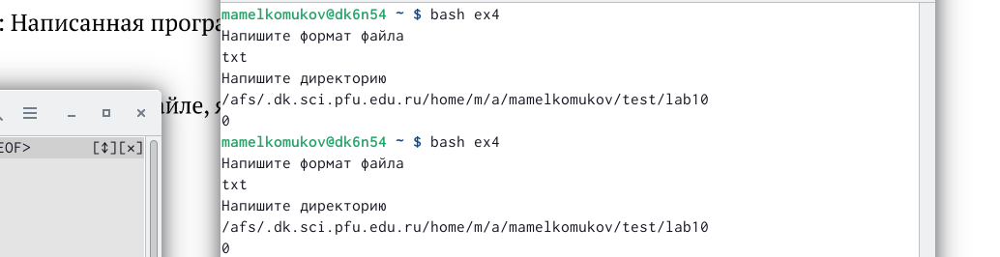 : Написанная
mamelkomukov@dk6n54 ~ $ bash ex4
Напишите формат файла
txt
Напишите директорию
/afs/.dk.sci.pfu.edu.ru/home/m/a/mamelkomukov/test/lab10
0
mamelkomukov@dk6n54 ~ $ bash ex4
Напишите формат файла
txt
Напишите директорию
/afs/.dk.sci.pfu.edu.ru/home/m/a/mamelkomukov/test/lab10
0
EOF> [↕][×]